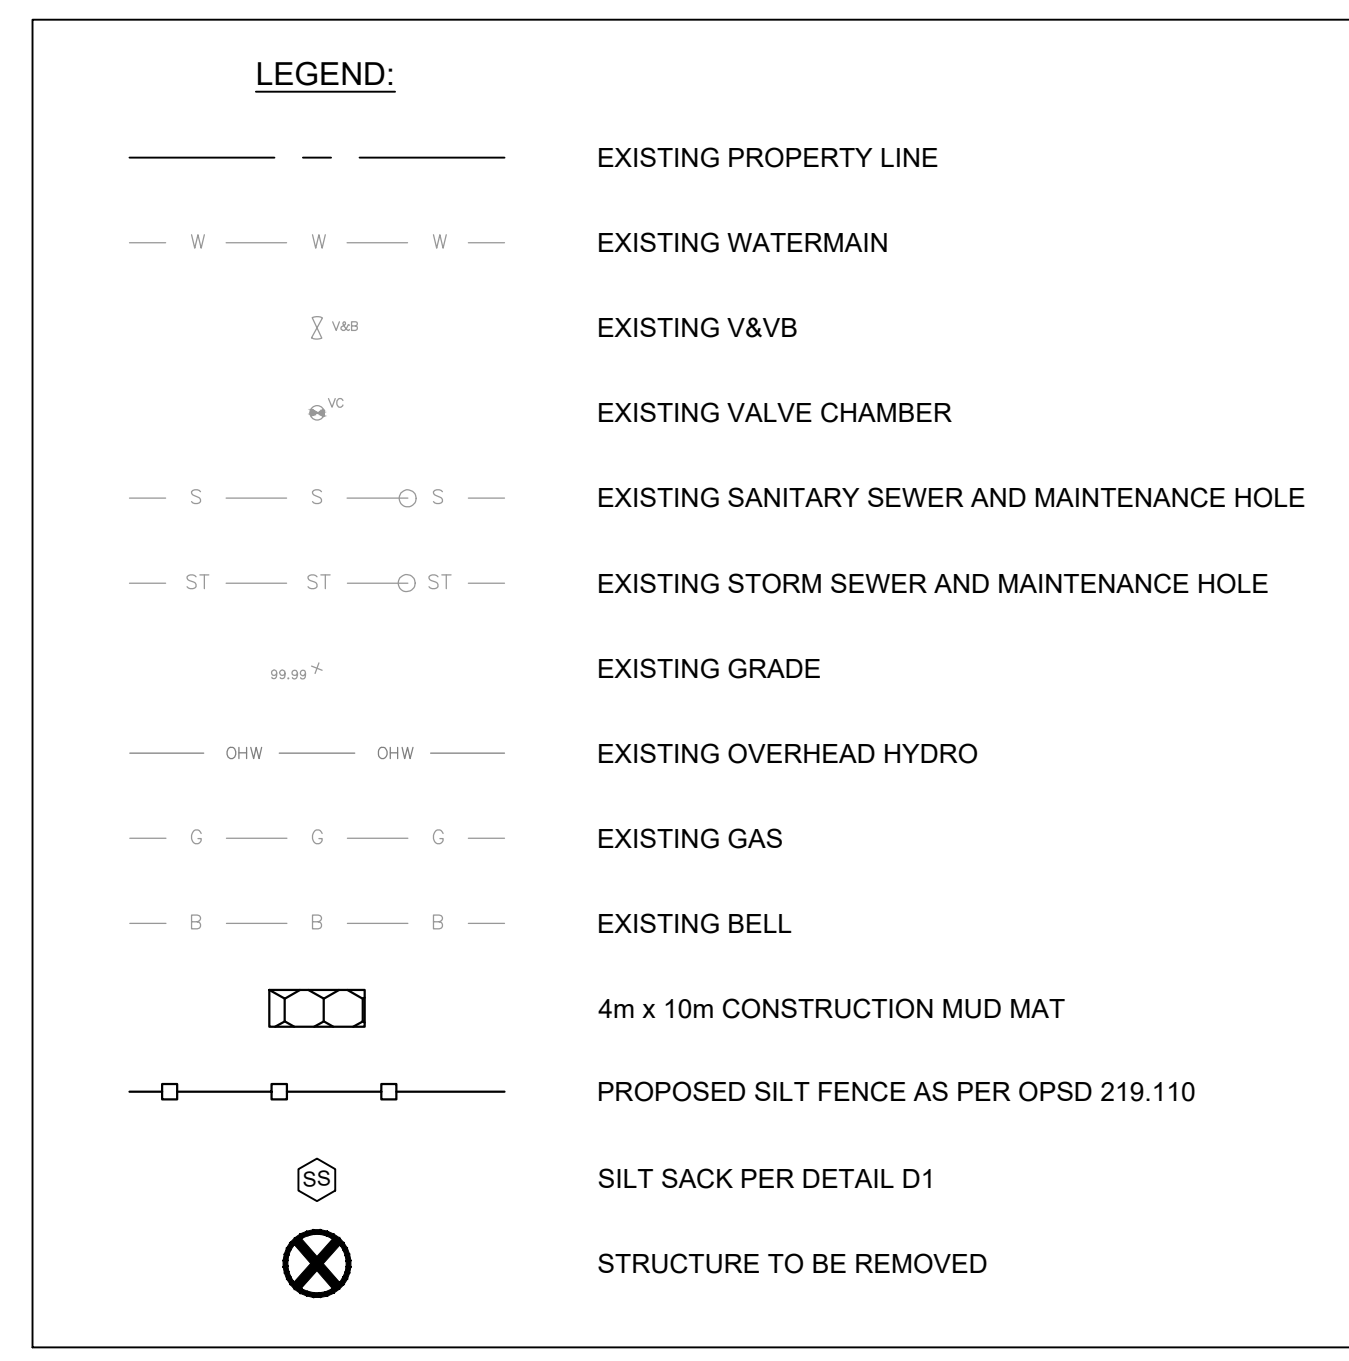 LEGEND:
EXISTING PROPERTY LINE
W W W EXISTING WATERMAIN
V&B EXISTING V&VB
VC EXISTING VALVE CHAMBER
S S S EXISTING SANITARY SEWER AND MAINTENANCE HOLE
ST ST ST EXISTING STORM SEWER AND MAINTENANCE HOLE
99.99 EXISTING GRADE
OHW OHW EXISTING OVERHEAD HYDRO
G G G EXISTING GAS
B B B EXISTING BELL
4m x 10m CONSTRUCTION MUD MAT
PROPOSED SILT FENCE AS PER OPSD 219.110
SS SILT SACK PER DETAIL D1
STRUCTURE TO BE REMOVED